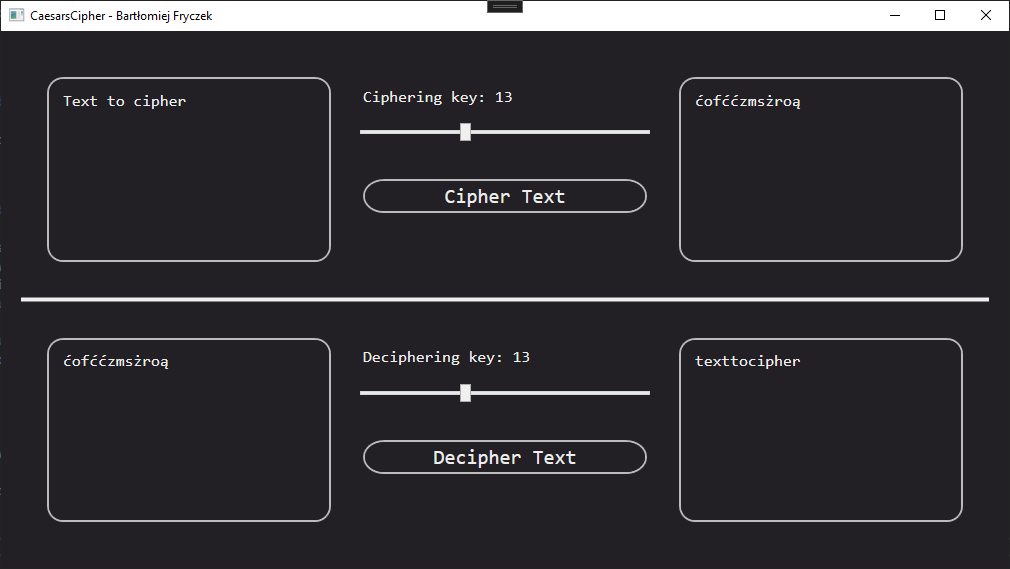 CaesarsCipher - Bartłomiej Fryczek
Text to cipher
Ciphering key: 13
ćofććzmsżroą
Cipher Text
ćofććzmsżroą
Deciphering key: 13
texttocipher
Decipher Text